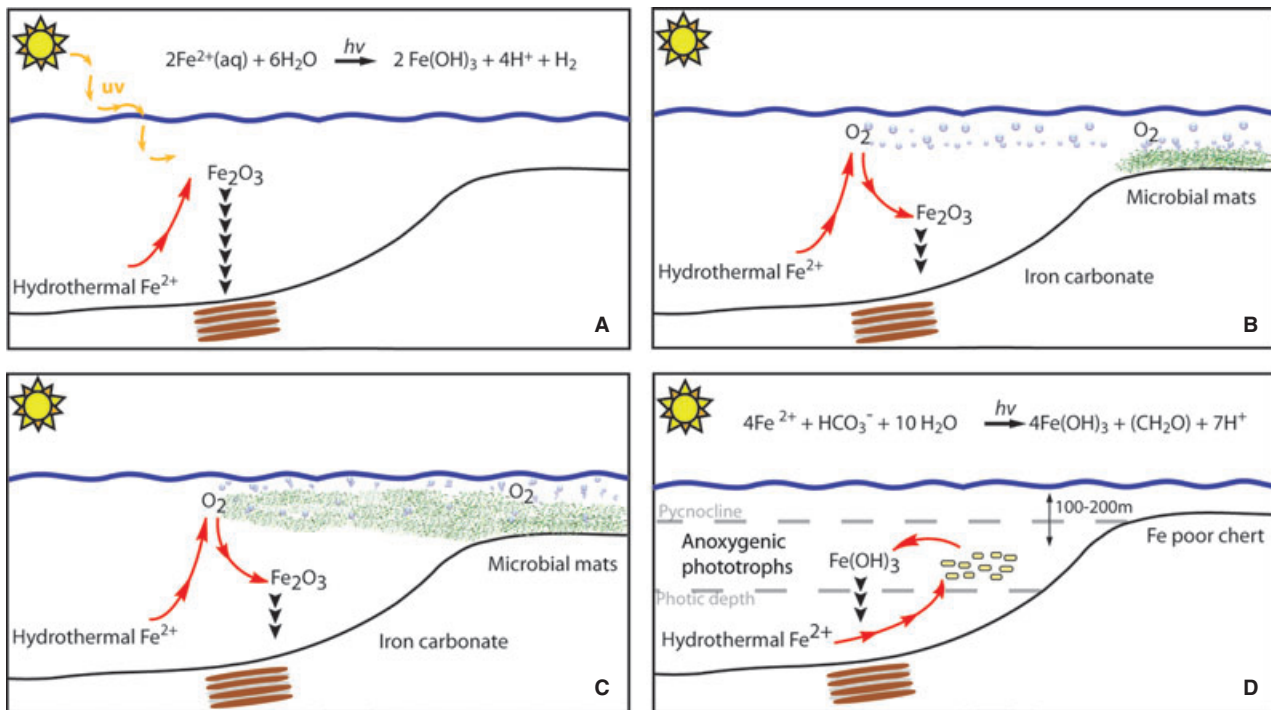 2Fe²⁺(aq) + 6H₂O hv→ 2 Fe(OH)₃ + 4H⁺ + H₂
uv
Fe₂O₃
Hydrothermal Fe²⁺
A
O₂
O₂
Microbial mats
Fe₂O₃
Hydrothermal Fe²⁺
Iron carbonate
B
O₂
O₂
Microbial mats
Fe₂O₃
Hydrothermal Fe²⁺
Iron carbonate
C
4Fe ²⁺ + HCO₃⁻ + 10 H₂O hv→ 4Fe(OH)₃ + (CH₂O) + 7H⁺
Pycnocline
100-200m
Fe poor chert
Anoxygenic
phototrophs
Fe(OH)₃
Photic depth
Hydrothermal Fe²⁺
D